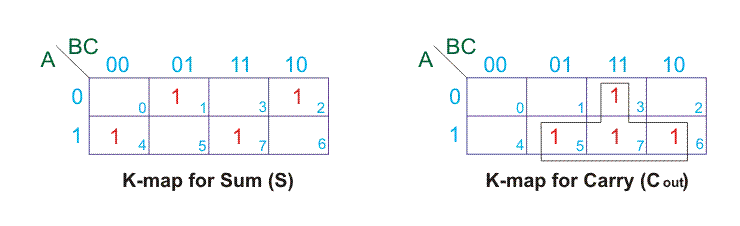 BC
A 00 01 11 10
0 0 1 1 3 1 2
1 1 4 5 1 7 6
K-map for Sum (S)
BC
A 00 01 11 10
0 0 1 1 3 2
1 4 1 5 1 7 1 6
K-map for Carry (C out)